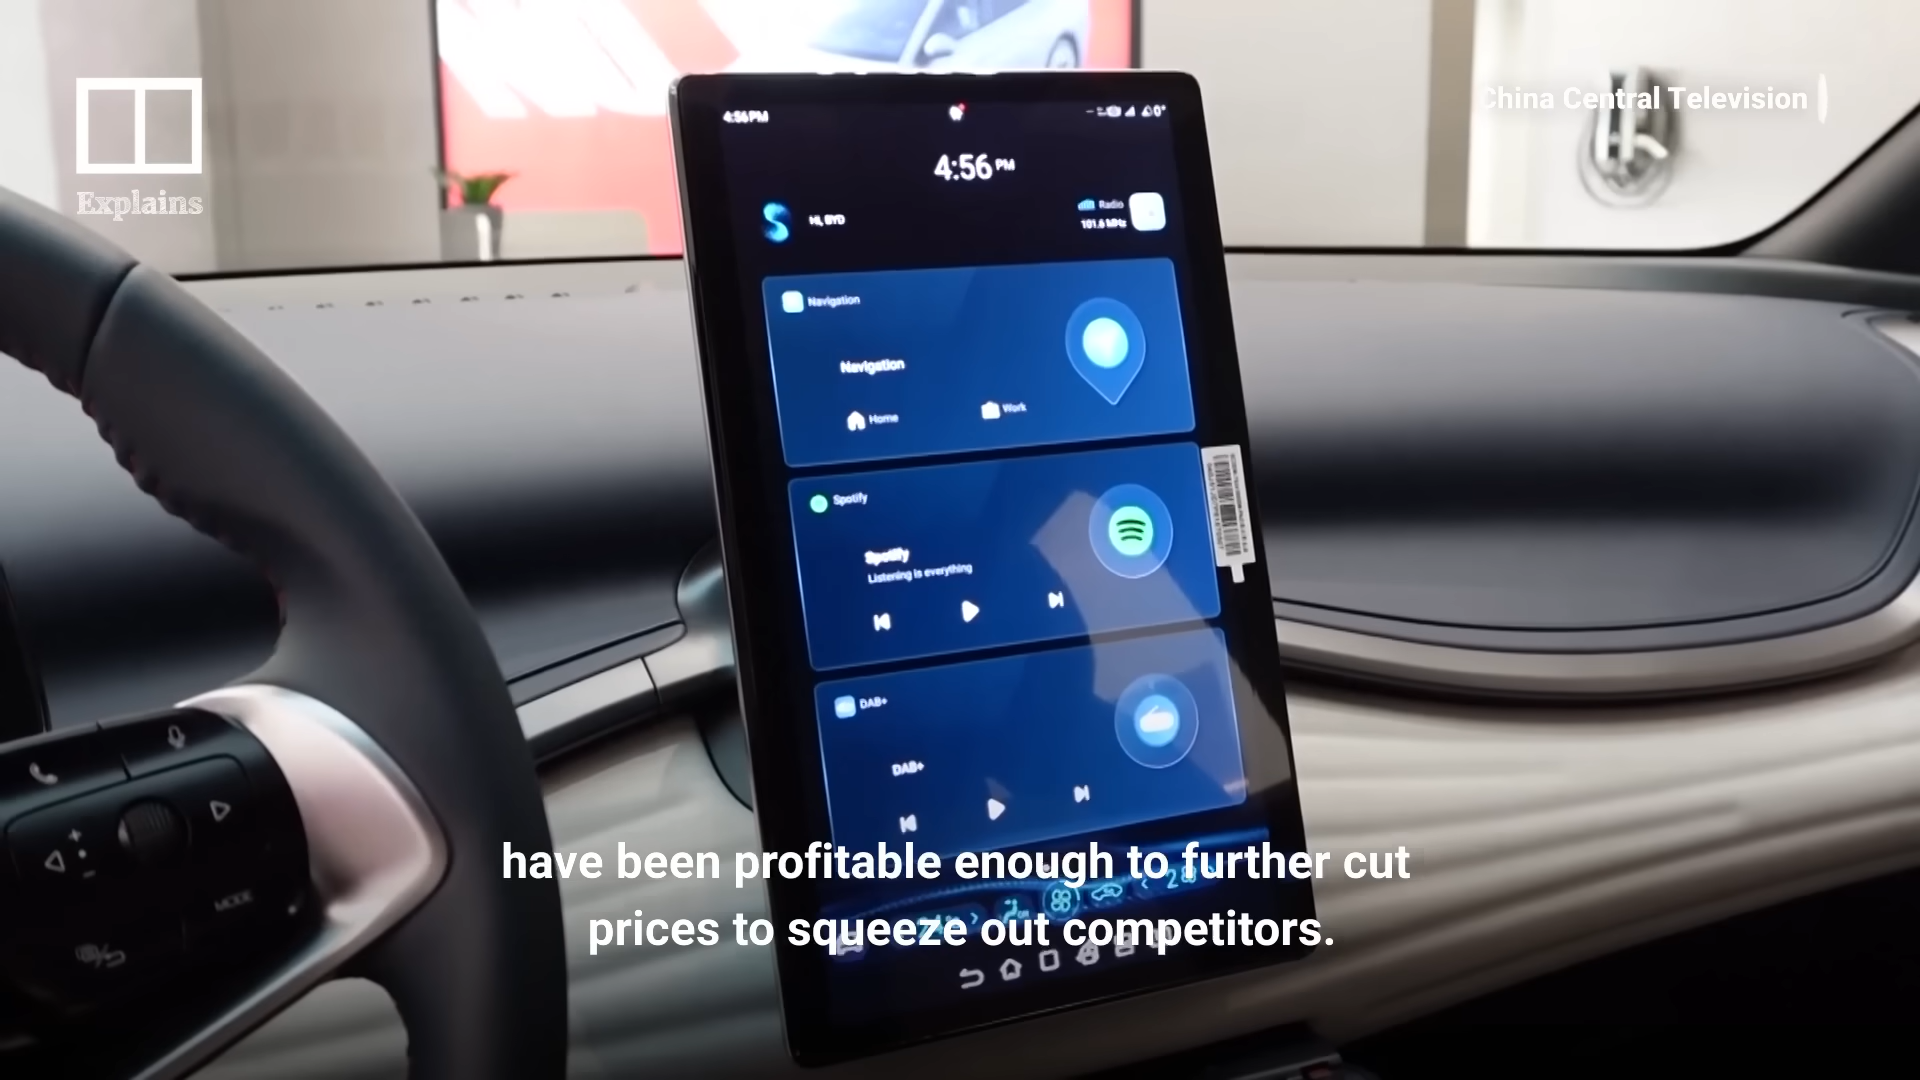 Explains
China Central Television
4:56PM
0°
4:56 PM
Hi, BYD
Radio
101.6 MHz
Navigation
Navigation
Home
Work
Spotify
Spotify
Listening is everything
DAB+
DAB+
MODE
have been profitable enough to further cut
prices to squeeze out competitors.